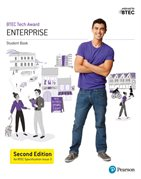 BTEC Tech Award
ENTERPRISE
Student Book
BTEC
Second Edition
for BTEC Specification Issue 3
Pearson